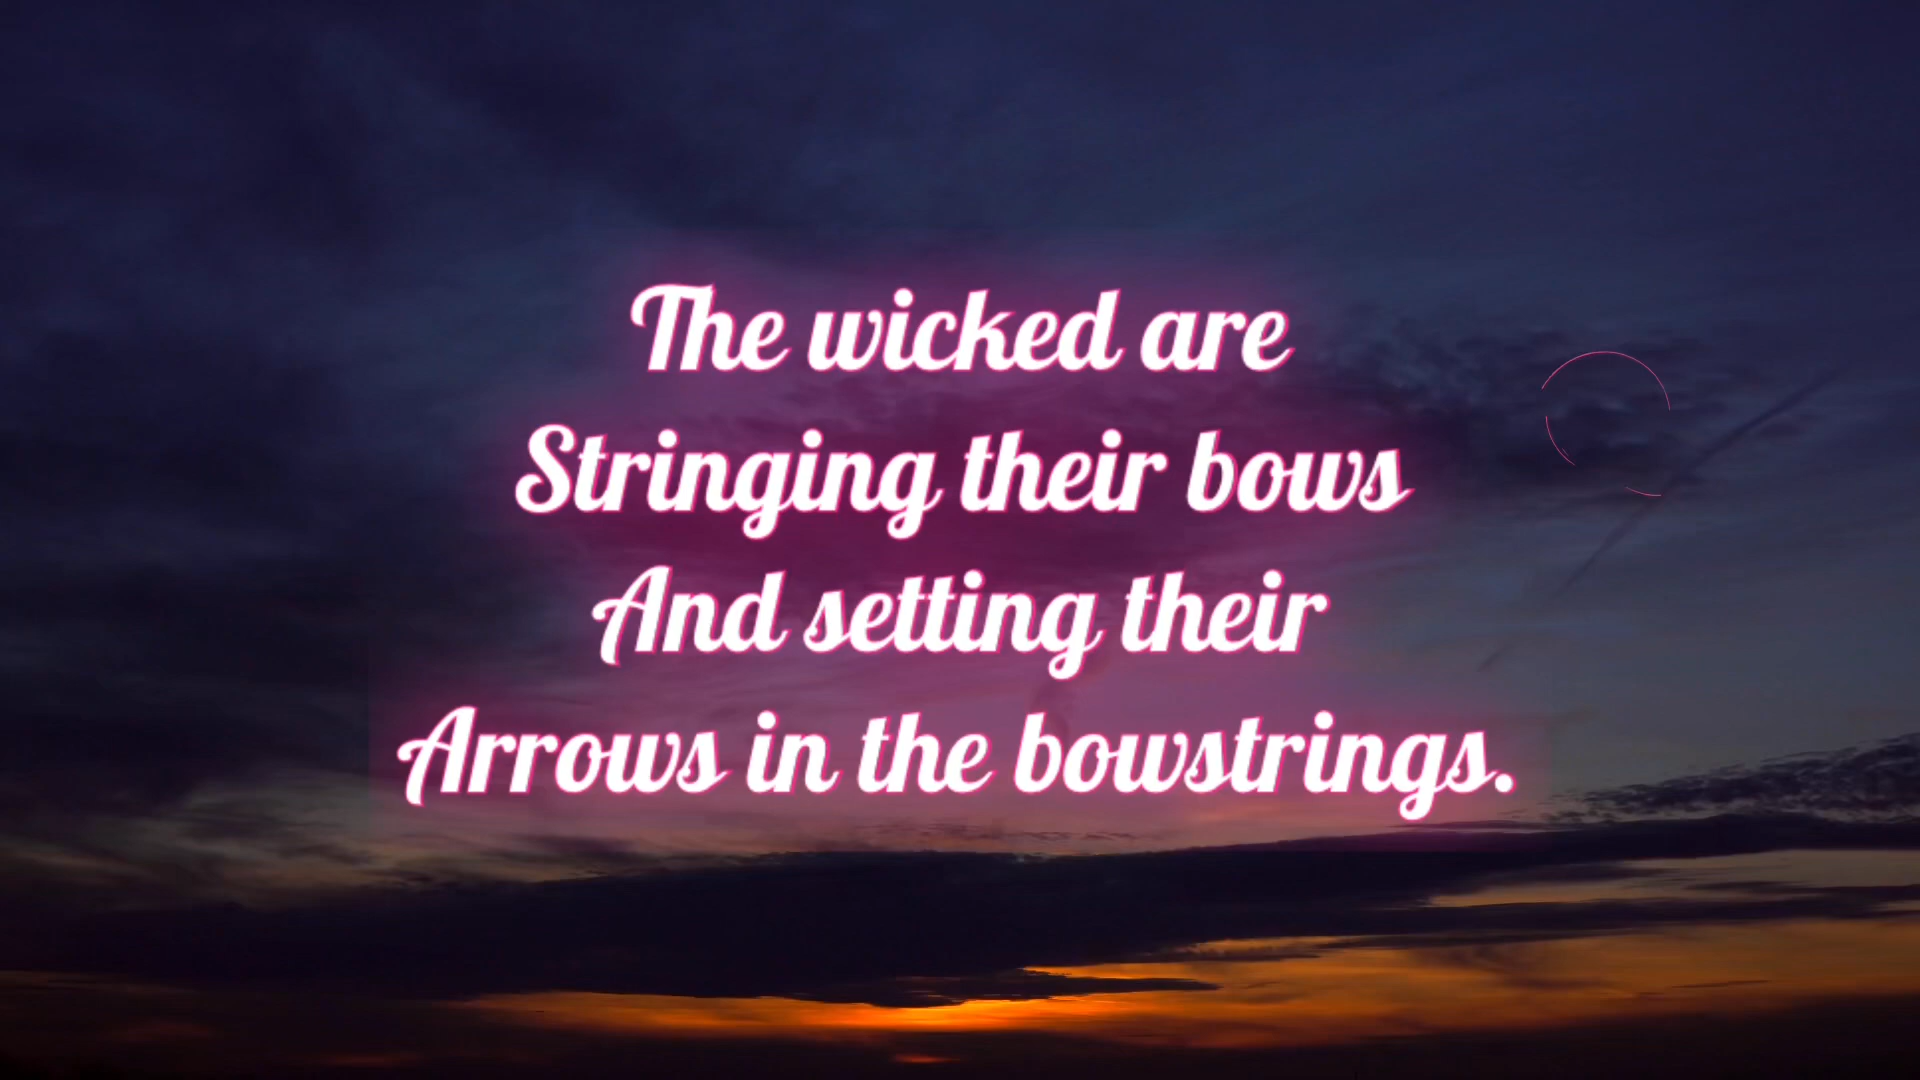 The wicked are
Stringing their bows
And setting their
Arrows in the bowstrings.